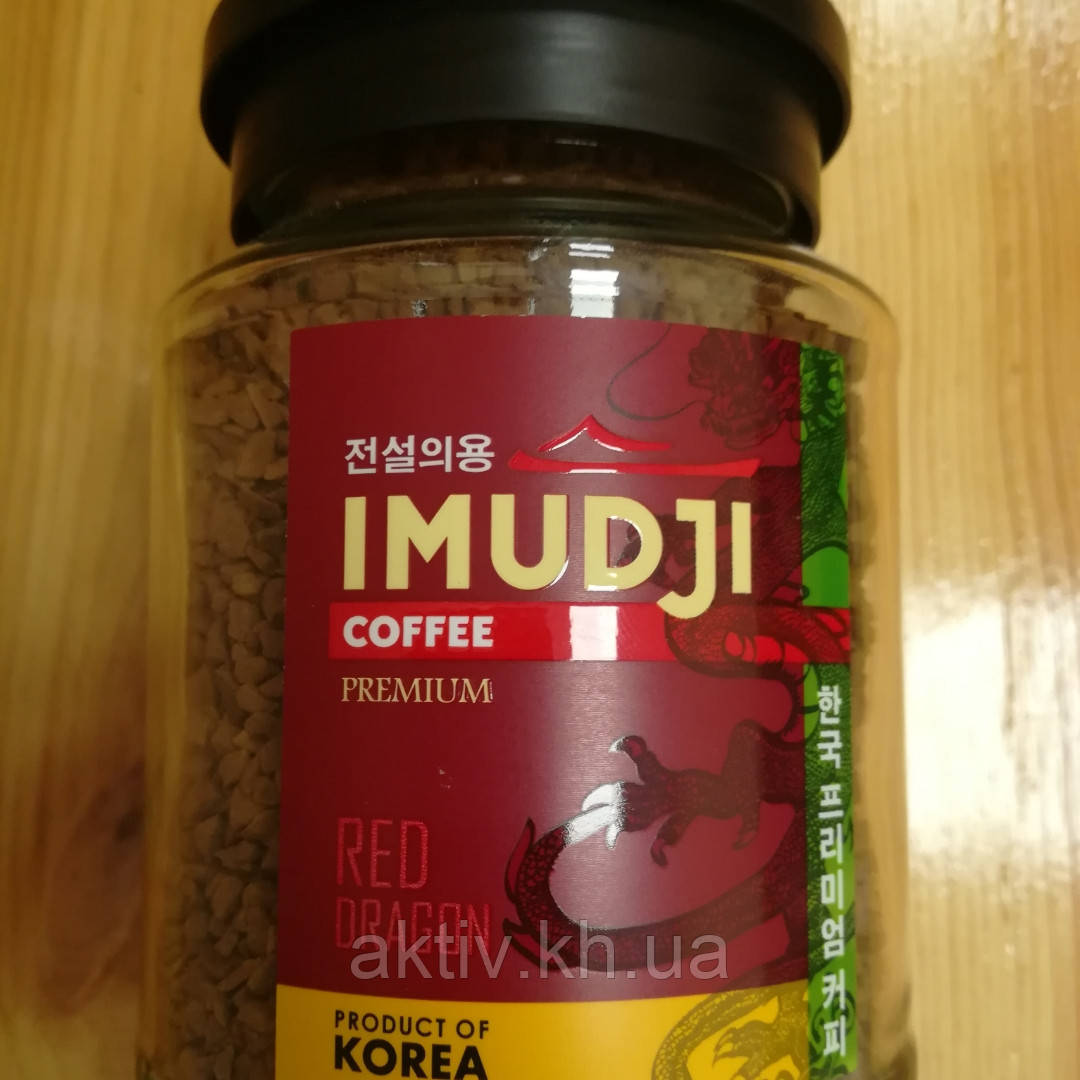 전설의용
IMUDJI
COFFEE
PREMIUM
RED
DRAGON
한국 프리미엄 커피
aktiv.kh.ua
PRODUCT OF
KOREA